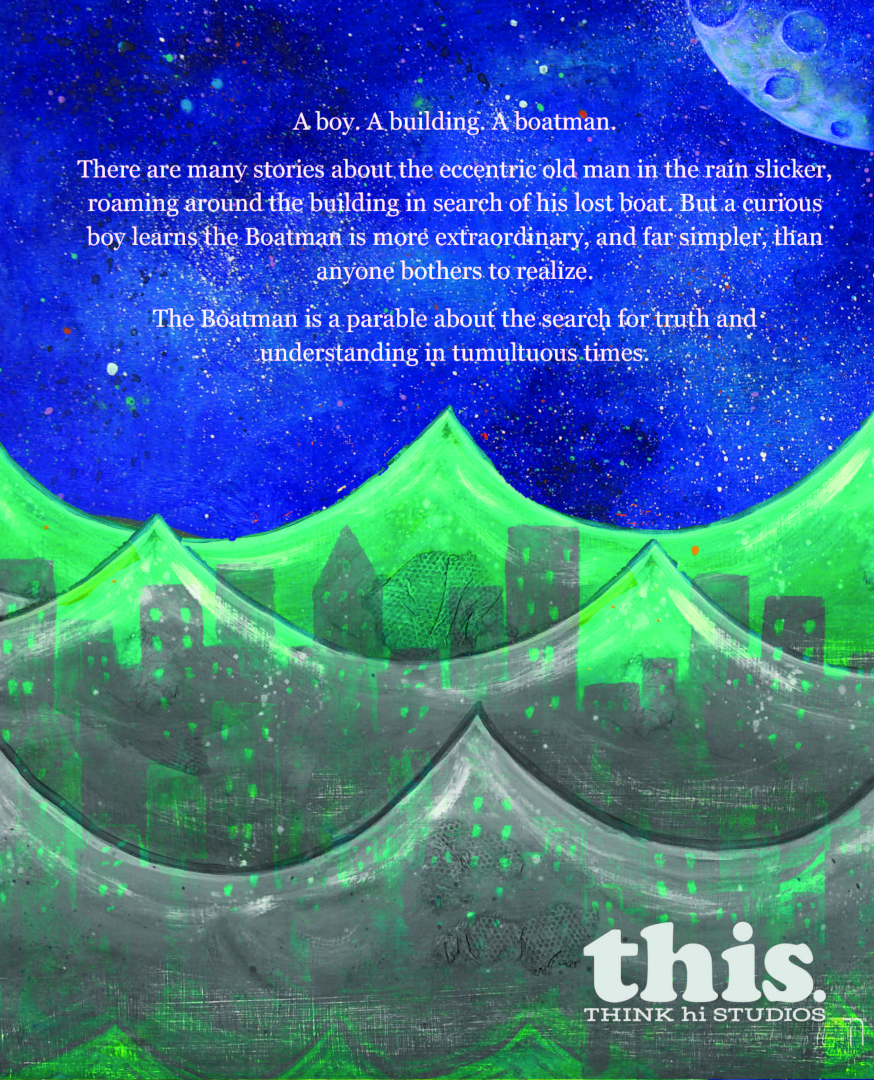 A boy. A building. A boatman.
There are many stories about the eccentric old man in the rain slicker,
roaming around the building in search of his lost boat. But a curious
boy learns the Boatman is more extraordinary, and far simpler, than
anyone bothers to realize.
The Boatman is a parable about the search for truth and
understanding in tumultuous times.
this.
THINK hi STUDIOS